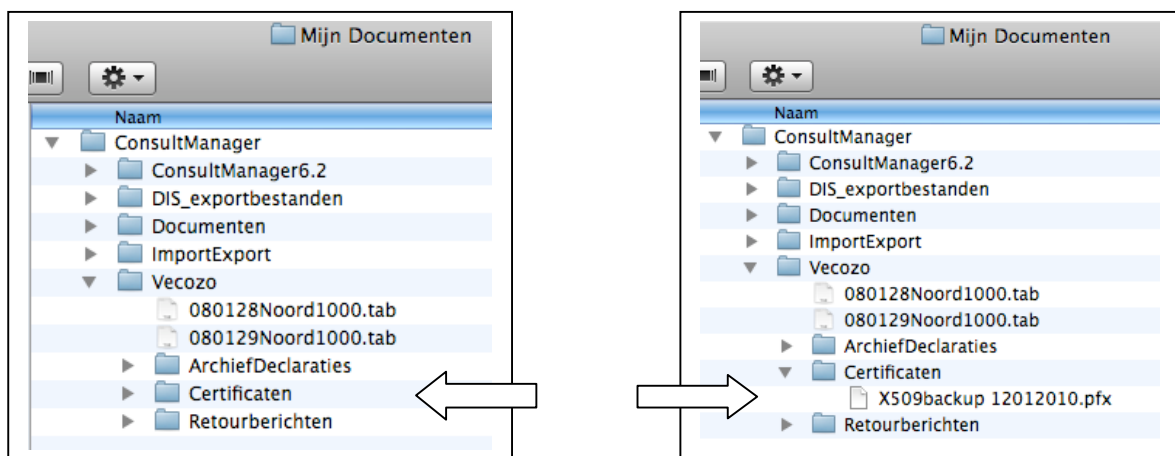 Mijn Documenten
Naam
ConsultManager
ConsultManager6.2
DIS_exportbestanden
Documenten
ImportExport
Vecozo
080128Noord1000.tab
080129Noord1000.tab
ArchiefDeclaraties
Certificaten
Retourberichten
Mijn Documenten
Naam
ConsultManager
ConsultManager6.2
DIS_exportbestanden
Documenten
ImportExport
Vecozo
080128Noord1000.tab
080129Noord1000.tab
ArchiefDeclaraties
Certificaten
X509backup 12012010.pfx
Retourberichten